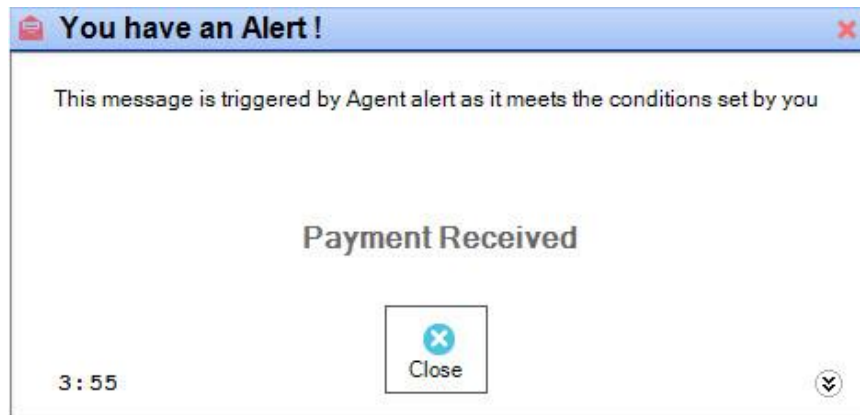 You have an Alert !
This message is triggered by Agent alert as it meets the conditions set by you
Payment Received
Close
3:55